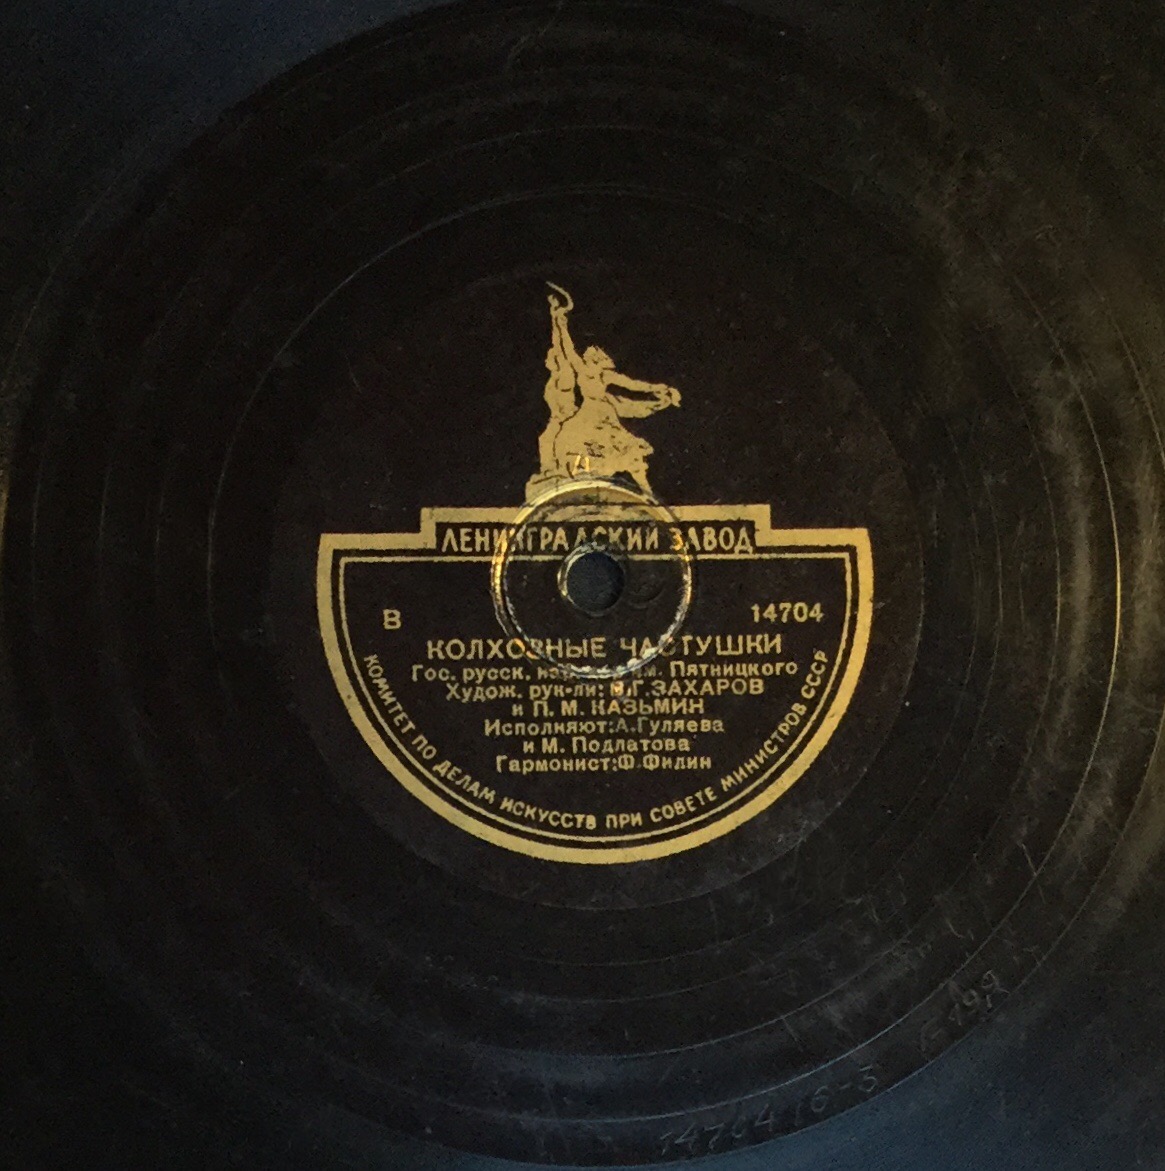 ЛЕНИНГРАДСКИЙ ЗАВОД
В 14704
КОЛХОЗНЫЕ ЧАСТУШКИ
Гос. русск. им. Пятницкого
Худож. рук-ли: В.Г.ЗАХАРОВ
и П. М. КАЗЬМИН
Исполняют:А.Гуляева
и М. Подлатова
Гармонист:Ф.Филин
КОМИТЕТ ПО ДЕЛАМ ИСКУССТВ ПРИ СОВЕТЕ МИНИСТРОВ СССР